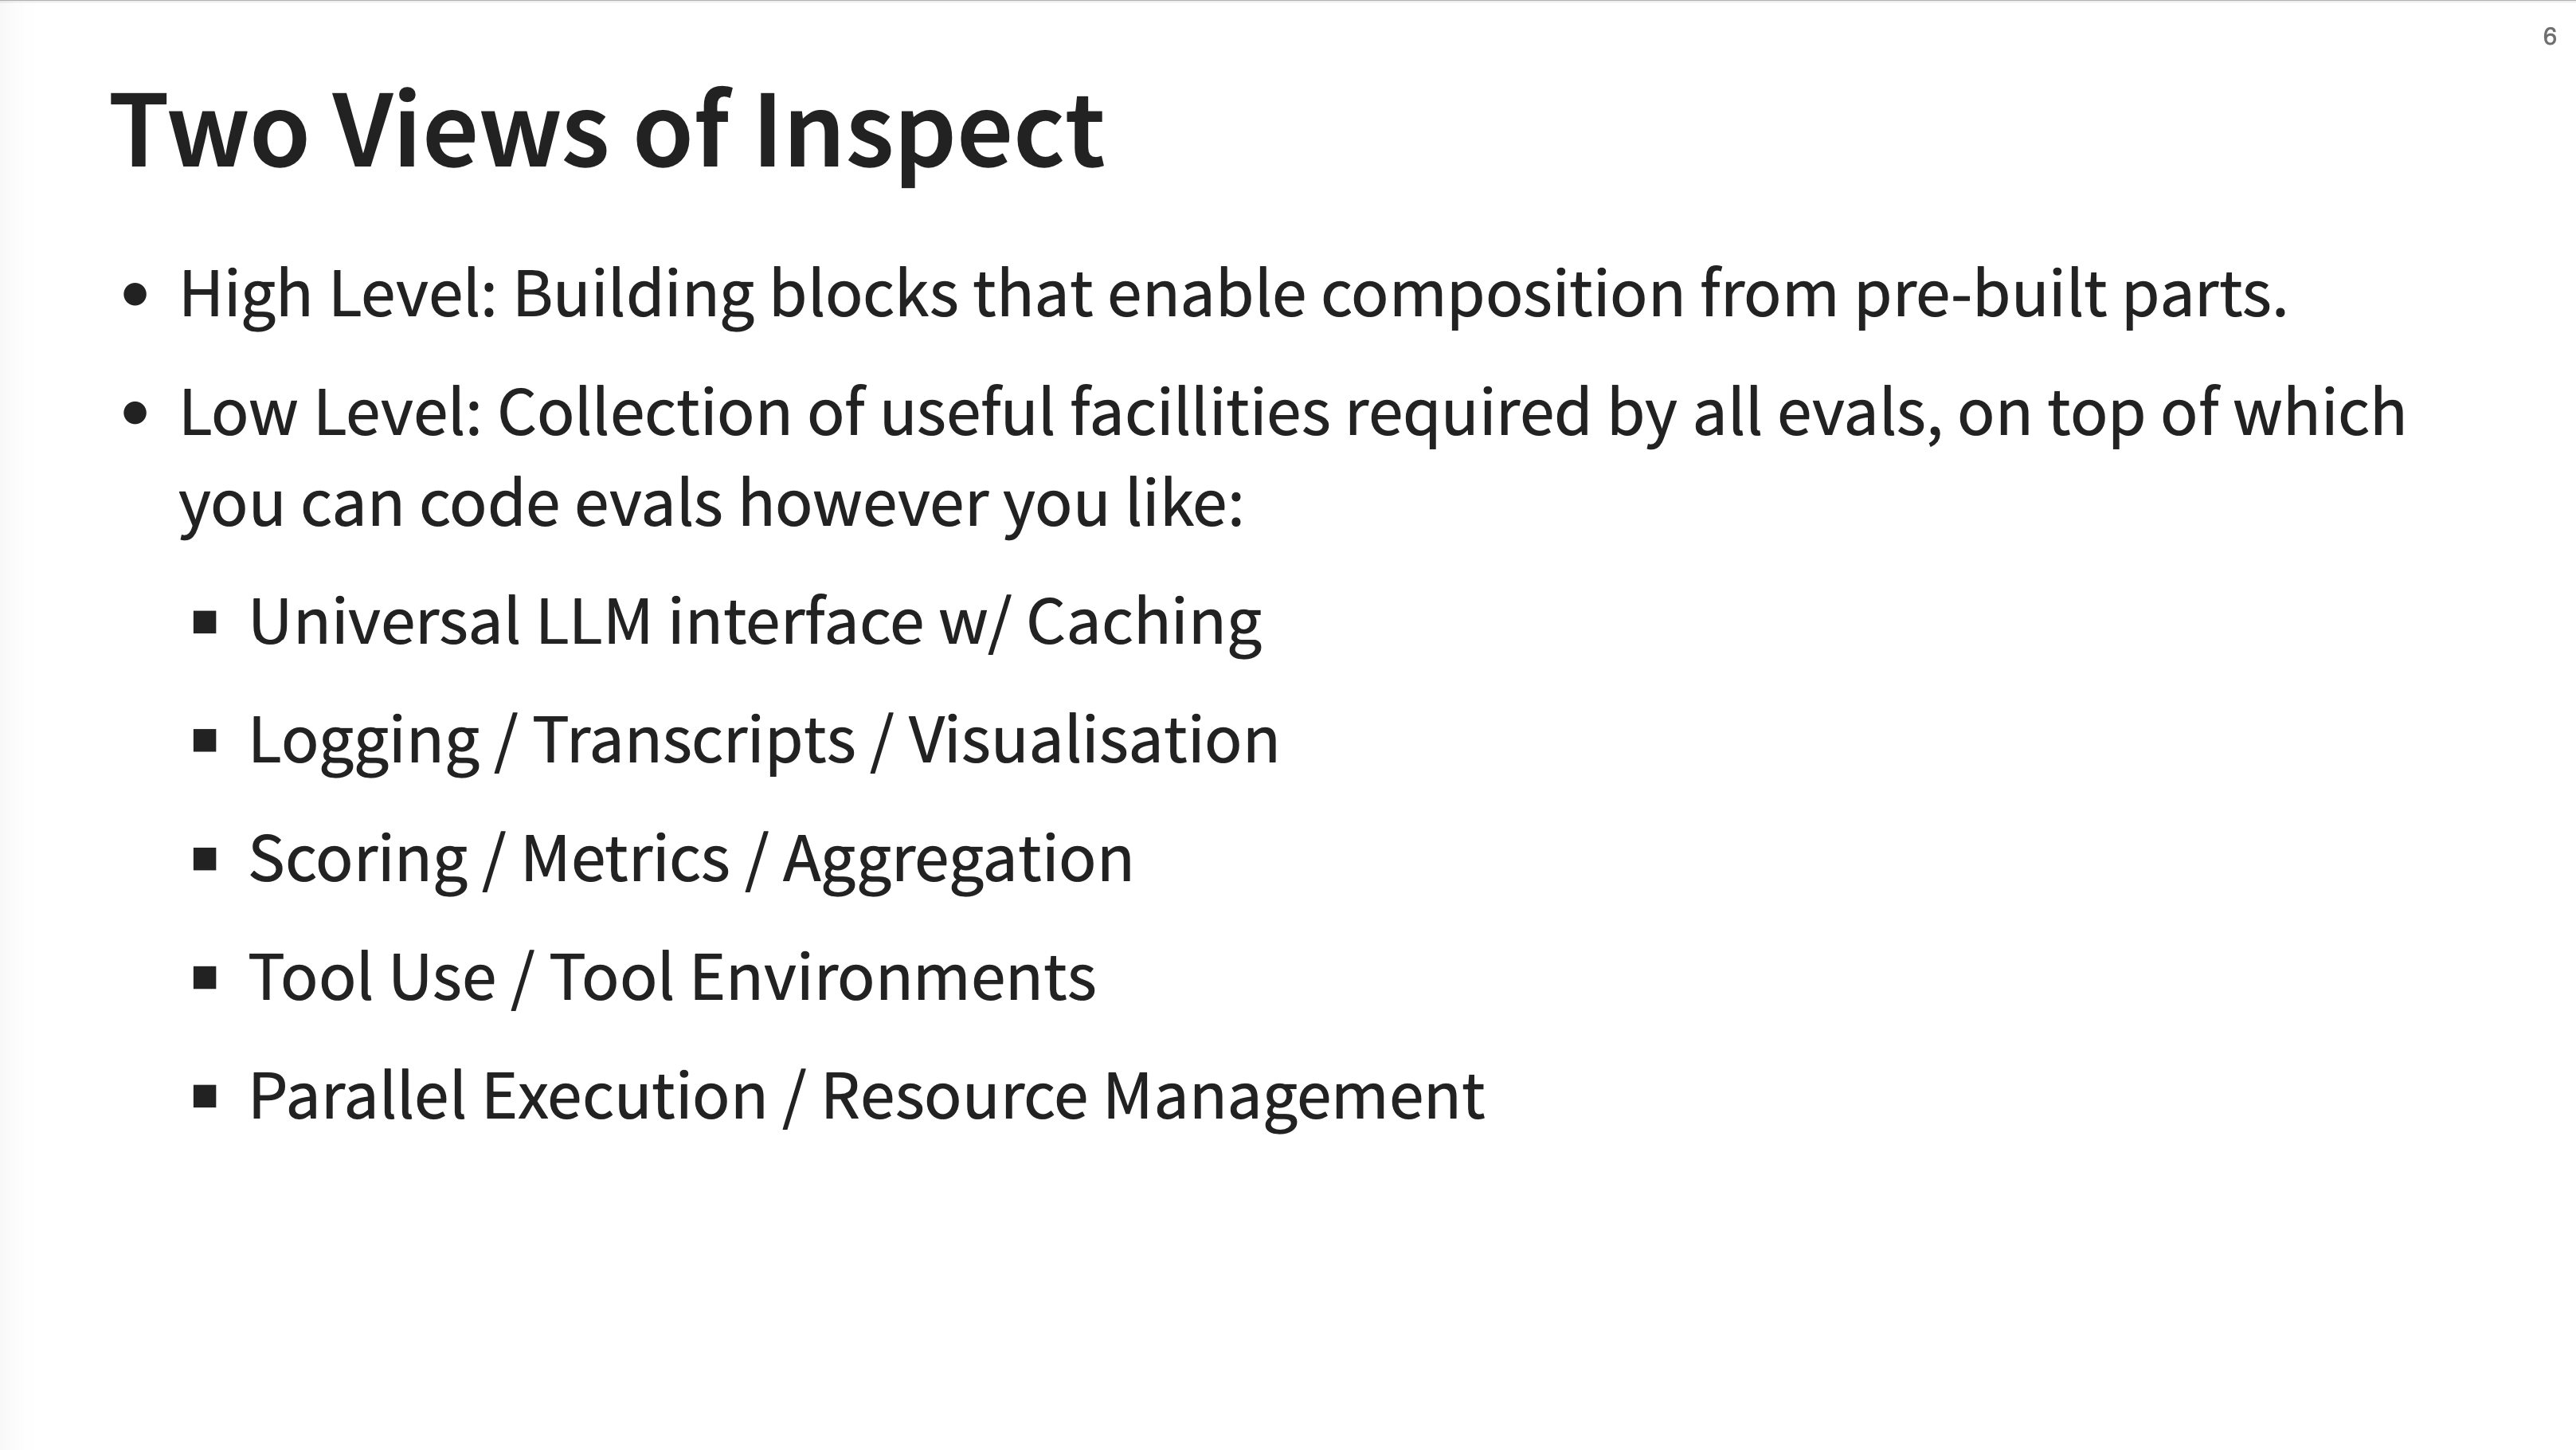 6
Two Views of Inspect
• High Level: Building blocks that enable composition from pre-built parts.
• Low Level: Collection of useful facillities required by all evals, on top of which
you can code evals however you like:
▪ Universal LLM interface w/ Caching
▪ Logging / Transcripts / Visualisation
▪ Scoring / Metrics / Aggregation
▪ Tool Use / Tool Environments
▪ Parallel Execution / Resource Management